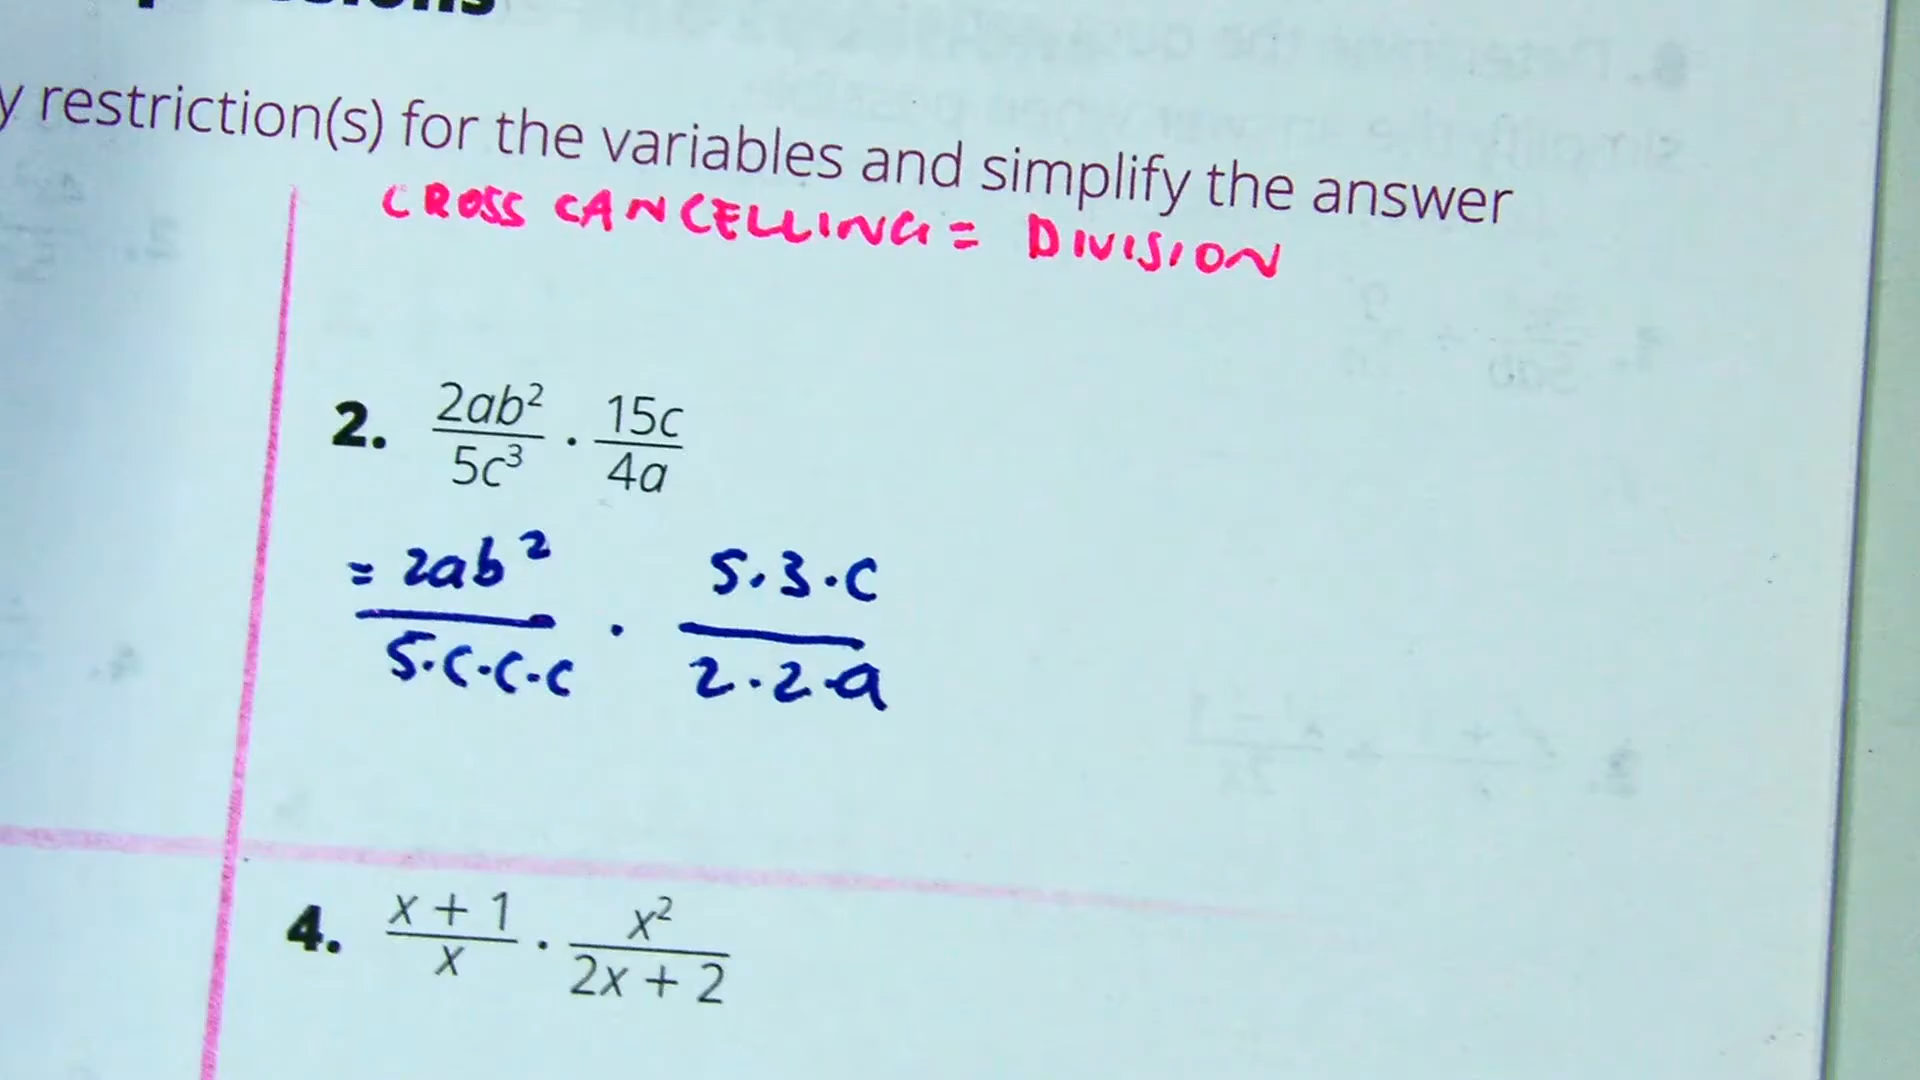 y restriction(s) for the variables and simplify the answer
CROSS CANCELLING = DIVISION
2. 2ab²/5c³ · 15c/4a
= 2ab²/5·c·c·c · 5·3·c/2·2·a
4. x + 1/x · x²/2x + 2